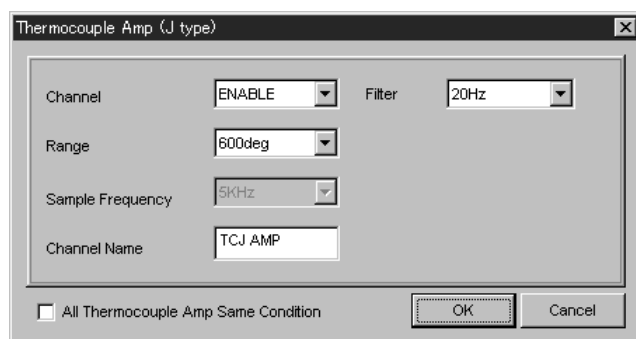 Thermocouple Amp (J type)
Channel ENABLE Filter 20Hz
Range 600deg
Sample Frequency 5KHz
Channel Name TCJ AMP
All Thermocouple Amp Same Condition OK Cancel